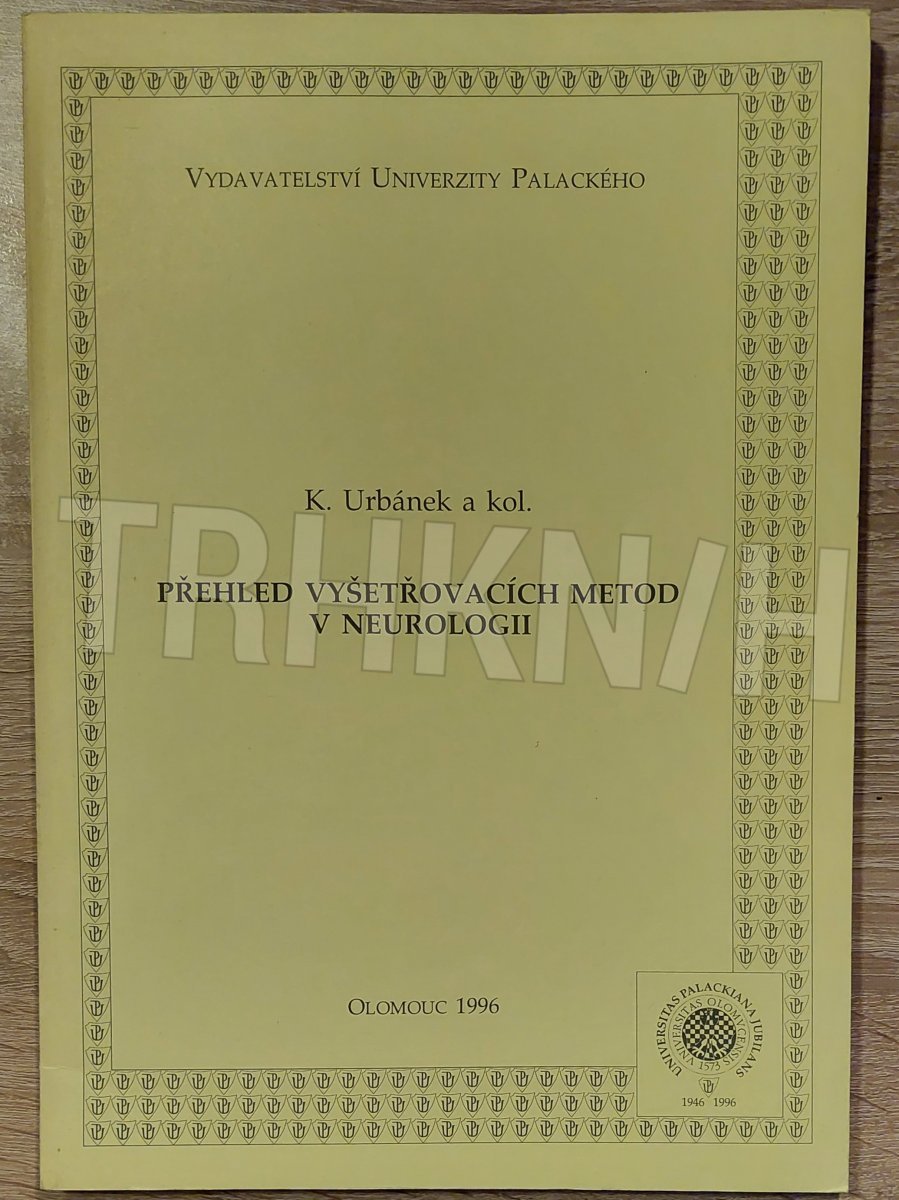 VYDAVATELSTVÍ UNIVERZITY PALACKÉHO
K. Urbánek a kol.
TRHKNIH
PŘEHLED VYŠETŘOVACÍCH METOD
V NEUROLOGII
OLOMOUC 1996
UNIVERSITAS PALACKIANA JUBILANS
UNIVERSITAS OLOMUCENSIS
1573
1946 1996